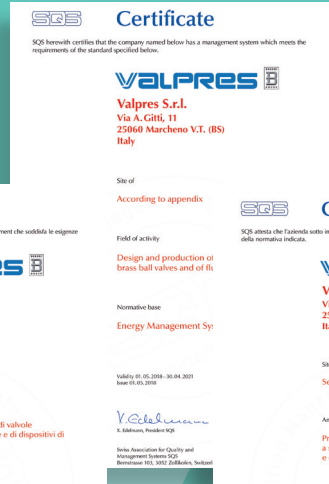 SQS
Certificate
SQS herewith certifies that the company named below has a management system which meets the
requirements of the standard specified below.
VALPRES
Valpres S.r.l.
Via A. Gitti, 11
25060 Marcheno V.T. (BS)
Italy
Site of
According to appendix
Field of activity
Design and production of
brass ball valves and of flu
Normative base
Energy Management Sys
Validity 01. 05. 2018–30. 04. 2021
Issue 01. 05. 2018
X. Edelmann, President SQS
Swiss Association for Quality and
Management Systems SQS
Bernstrasse 103, 3052 Zollikofen, Switzerl
ment che soddisfa le esigenze
ES
di valvole
e e di dispositivi di
SQS
C
SQS attesta che l'azienda sotto in
della normativa indicata.
V
V
Vi
25
Ita
Sit
Se
Am
Pr
a s
e d